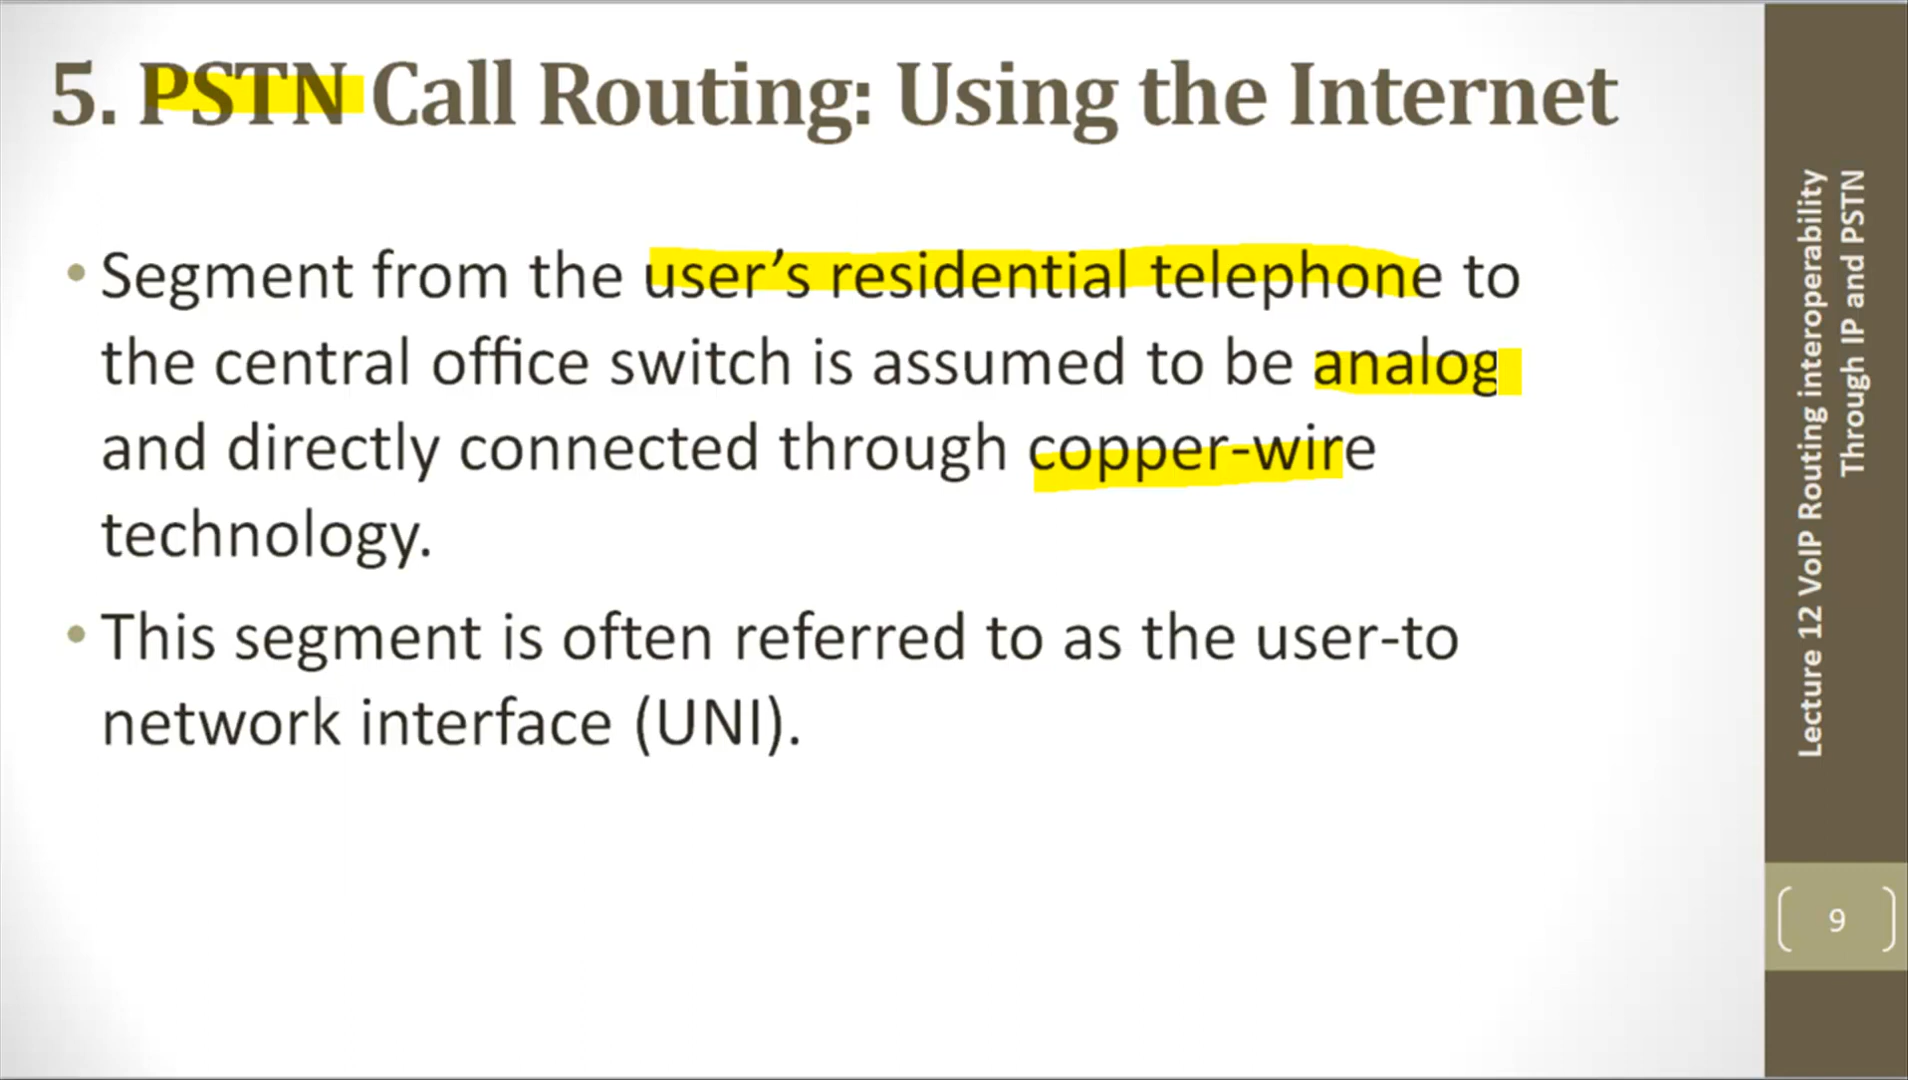 5. PSTN Call Routing: Using the Internet
• Segment from the user’s residential telephone to
the central office switch is assumed to be analog
and directly connected through copper-wire
technology.
• This segment is often referred to as the user-to
network interface (UNI).
Lecture 12 VoIP Routing interoperability
Through IP and PSTN
9